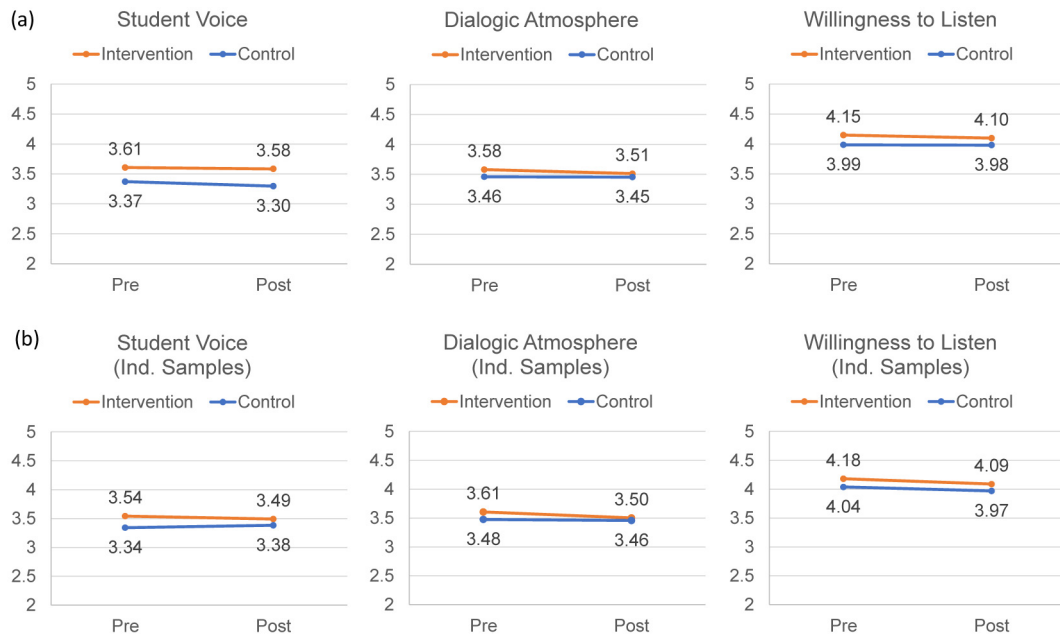 (a)
Student Voice
Intervention Control
5
4.5
4
3.5
3
2.5
2
3.61 3.58
3.37 3.30
Pre Post
Dialogic Atmosphere
Intervention Control
5
4.5
4
3.5
3
2.5
2
3.58 3.51
3.46 3.45
Pre Post
Willingness to Listen
Intervention Control
5
4.5
4
3.5
3
2.5
2
4.15 4.10
3.99 3.98
Pre Post
(b)
Student Voice
(Ind. Samples)
Intervention Control
5
4.5
4
3.5
3
2.5
2
3.54 3.49
3.34 3.38
Pre Post
Dialogic Atmosphere
(Ind. Samples)
Intervention Control
5
4.5
4
3.5
3
2.5
2
3.61 3.50
3.48 3.46
Pre Post
Willingness to Listen
(Ind. Samples)
Intervention Control
5
4.5
4
3.5
3
2.5
2
4.18 4.09
4.04 3.97
Pre Post